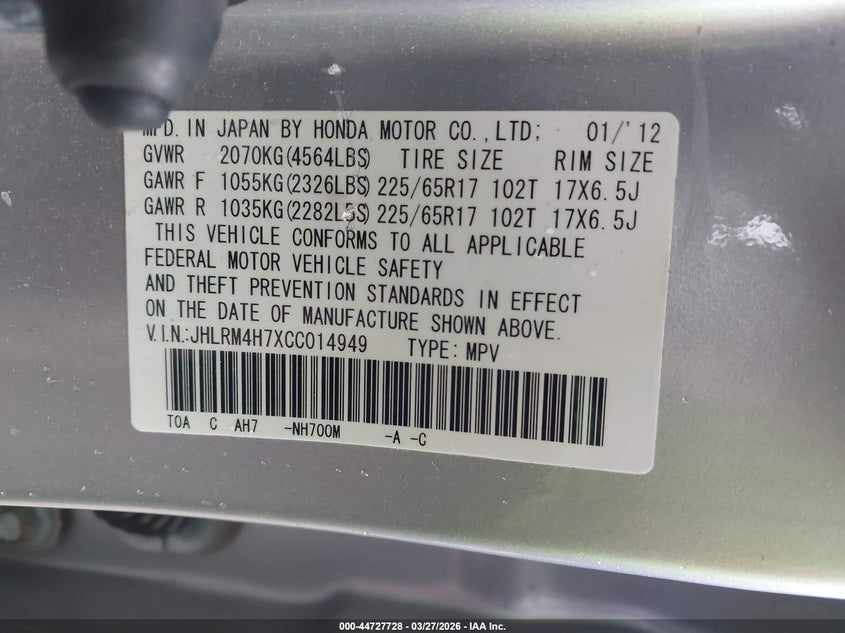 MFD. IN JAPAN BY HONDA MOTOR CO.,LTD; 01/'12
GVWR 2070KG(4564LBS) TIRE SIZE RIM SIZE
GAWR F 1055KG(2326LBS) 225/65R17 102T 17X6.5J
GAWR R 1035KG(2282LBS) 225/65R17 102T 17X6.5J
THIS VEHICLE CONFORMS TO ALL APPLICABLE
FEDERAL MOTOR VEHICLE SAFETY
AND THEFT PREVENTION STANDARDS IN EFFECT
ON THE DATE OF MANUFACTURE SHOWN ABOVE.
V.I.N.:JHLRM4H7XCC014949 TYPE: MPV
T0A C AH7 -NH700M -A -C
000-44727728 - 03/27/2026 - IAA Inc.